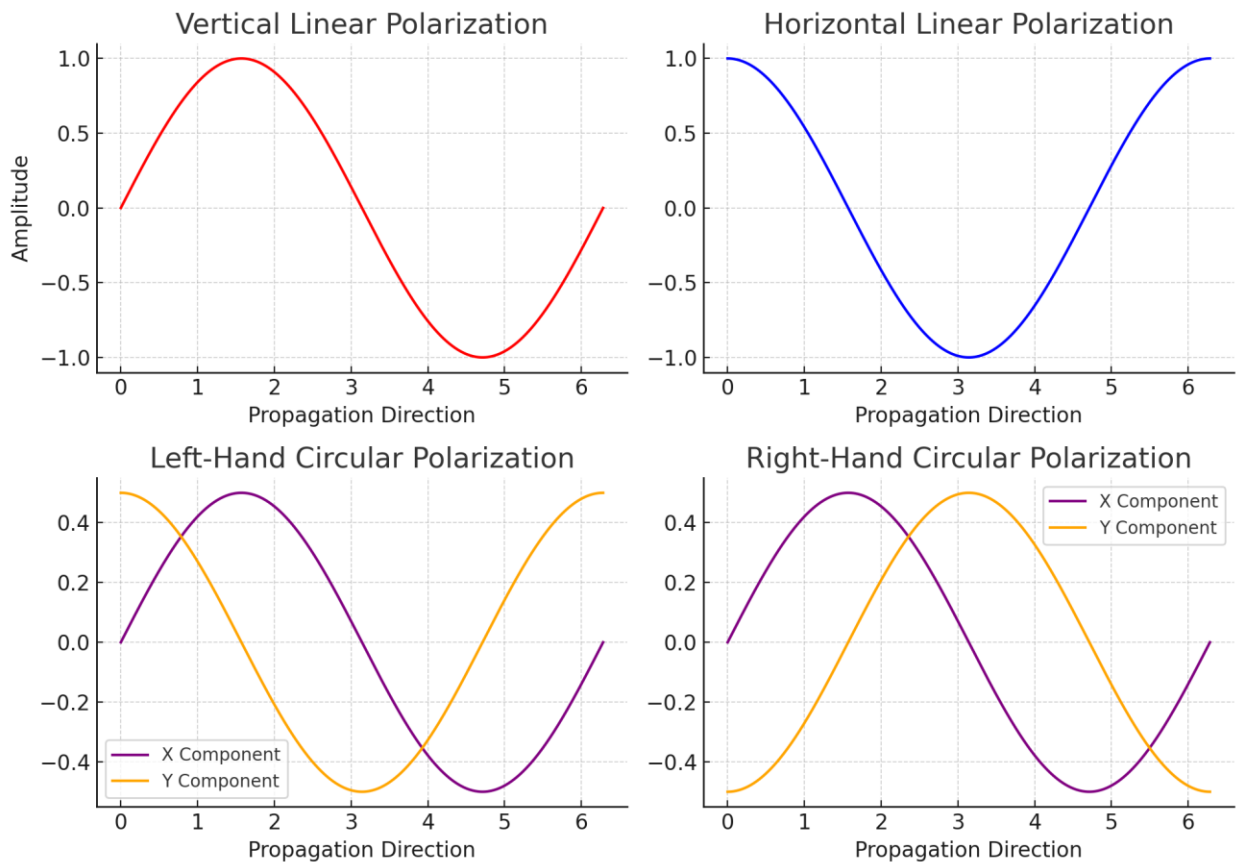 Vertical Linear Polarization
Horizontal Linear Polarization
1.0
0.5
0.0
−0.5
−1.0
Amplitude
0 1 2 3 4 5 6
Propagation Direction
1.0
0.5
0.0
−0.5
−1.0
0 1 2 3 4 5 6
Propagation Direction
Left-Hand Circular Polarization
Right-Hand Circular Polarization
0.4
0.2
0.0
−0.2
−0.4
X Component
Y Component
0 1 2 3 4 5 6
Propagation Direction
0.4
0.2
0.0
−0.2
−0.4
X Component
Y Component
0 1 2 3 4 5 6
Propagation Direction